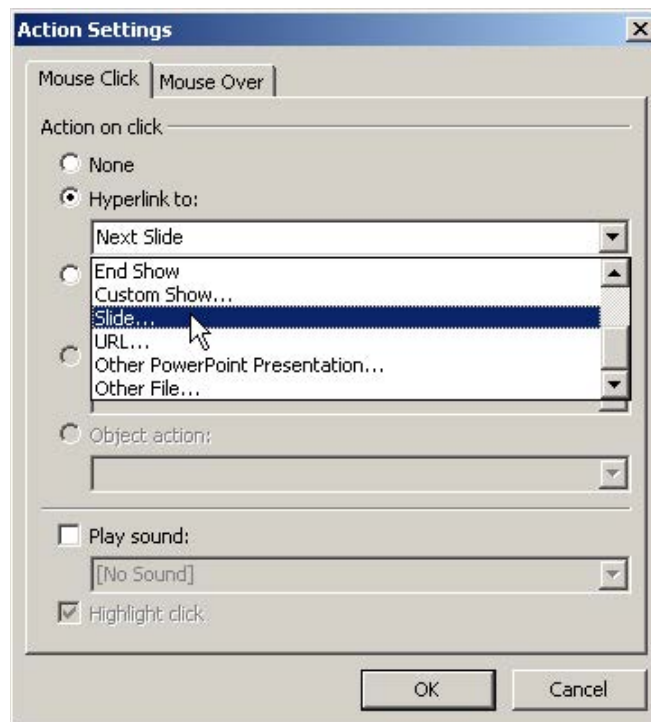 Action Settings
Mouse Click
Mouse Over
Action on click
None
Hyperlink to:
Next Slide
End Show
Custom Show...
Slide...
URL...
Other PowerPoint Presentation...
Other File...
Object action:
Play sound:
[No Sound]
Highlight click
OK
Cancel